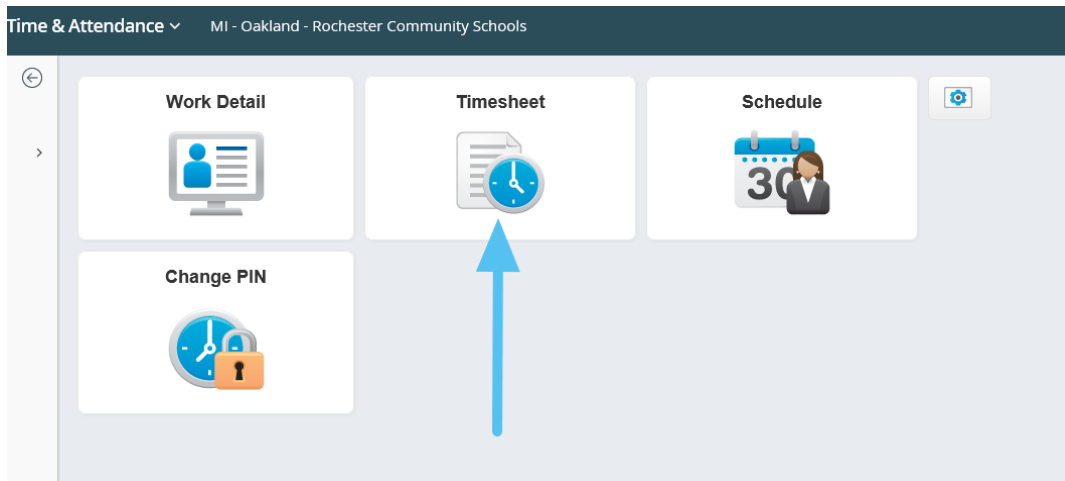 Time & Attendance MI - Oakland - Rochester Community Schools
Work Detail
Timesheet
Schedule
30
Change PIN